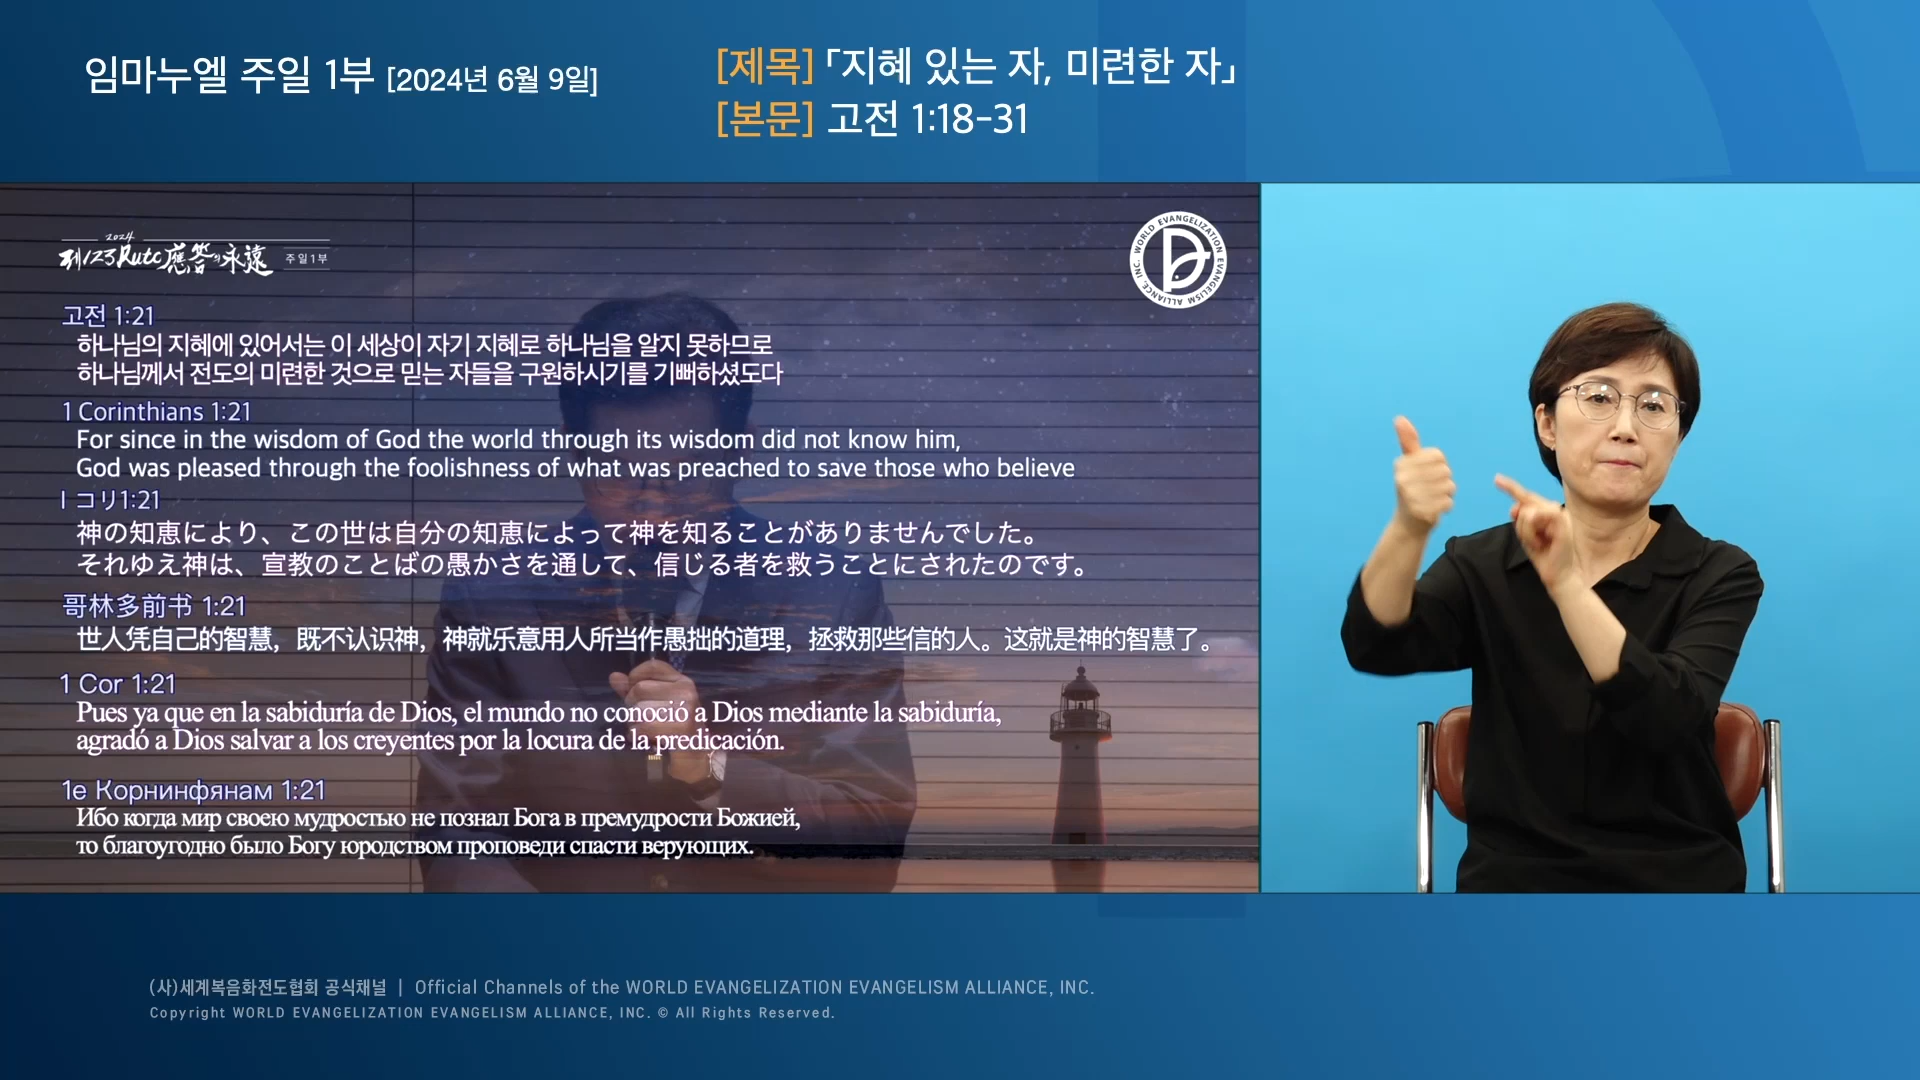 임마누엘 주일 1부 [2024년 6월 9일]
[제목] 「지혜 있는 자, 미련한 자」
[본문] 고전 1:18-31
2024
제123 Rutc 應答의 永遠 주일1부
WORLD EVANGELIZATION EVANGELISM ALLIANCE, INC.
고전 1:21
하나님의 지혜에 있어서는 이 세상이 자기 지혜로 하나님을 알지 못하므로
하나님께서 전도의 미련한 것으로 믿는 자들을 구원하시기를 기뻐하셨도다
1 Corinthians 1:21
For since in the wisdom of God the world through its wisdom did not know him,
God was pleased through the foolishness of what was preached to save those who believe
I コリ1:21
神の知恵により、この世は自分の知恵によって神を知ることがありませんでした。
それゆえ神は、宣教のことばの愚かさを通して、信じる者を救うことにされたのです。
哥林多前书 1:21
世人凭自己的智慧，既不认识神，神就乐意用人所当作愚拙的道理，拯救那些信的人。这就是神的智慧了。
1 Cor 1:21
Pues ya que en la sabiduría de Dios, el mundo no conoció a Dios mediante la sabiduría,
agradó a Dios salvar a los creyentes por la locura de la predicación.
1е Корнинфянам 1:21
Ибо когда мир своею мудростью не познал Бога в премудрости Божией,
то благоугодно было Богу юродством проповеди спасти верующих.
(사)세계복음화전도협회 공식채널 | Official Channels of the WORLD EVANGELIZATION EVANGELISM ALLIANCE, INC.
Copyright WORLD EVANGELIZATION EVANGELISM ALLIANCE, INC. © All Rights Reserved.